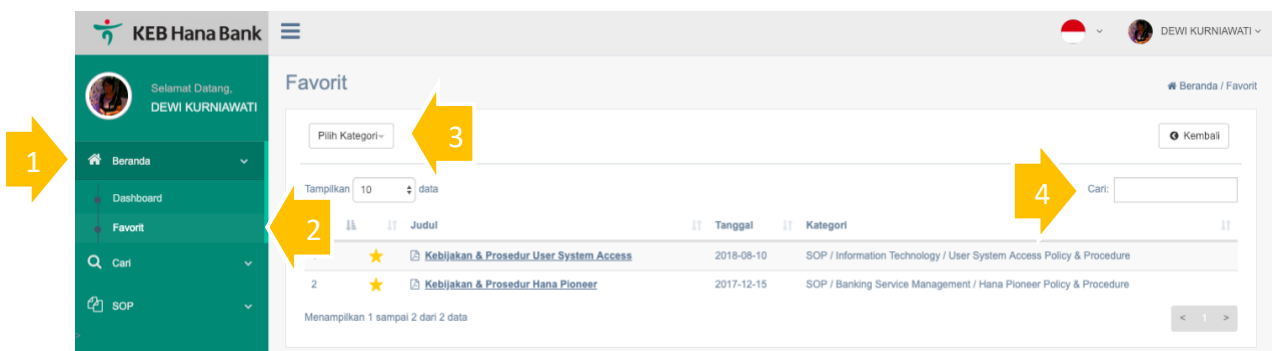 KEB Hana Bank
DEWI KURNIAWATI
Selamat Datang,
DEWI KURNIAWATI
Favorit
Beranda / Favorit
1
Beranda
Dashboard
Favorit
2
Cari
SOP
>
Pilih Kategori
3
Kembali
Tampilkan 10 data
4
Cari:
Judul Tanggal Kategori
Kebijakan & Prosedur User System Access 2018-08-10 SOP / Information Technology / User System Access Policy & Procedure
2 Kebijakan & Prosedur Hana Pioneer 2017-12-15 SOP / Banking Service Management / Hana Pioneer Policy & Procedure
Menampilkan 1 sampai 2 dari 2 data
< 1 >